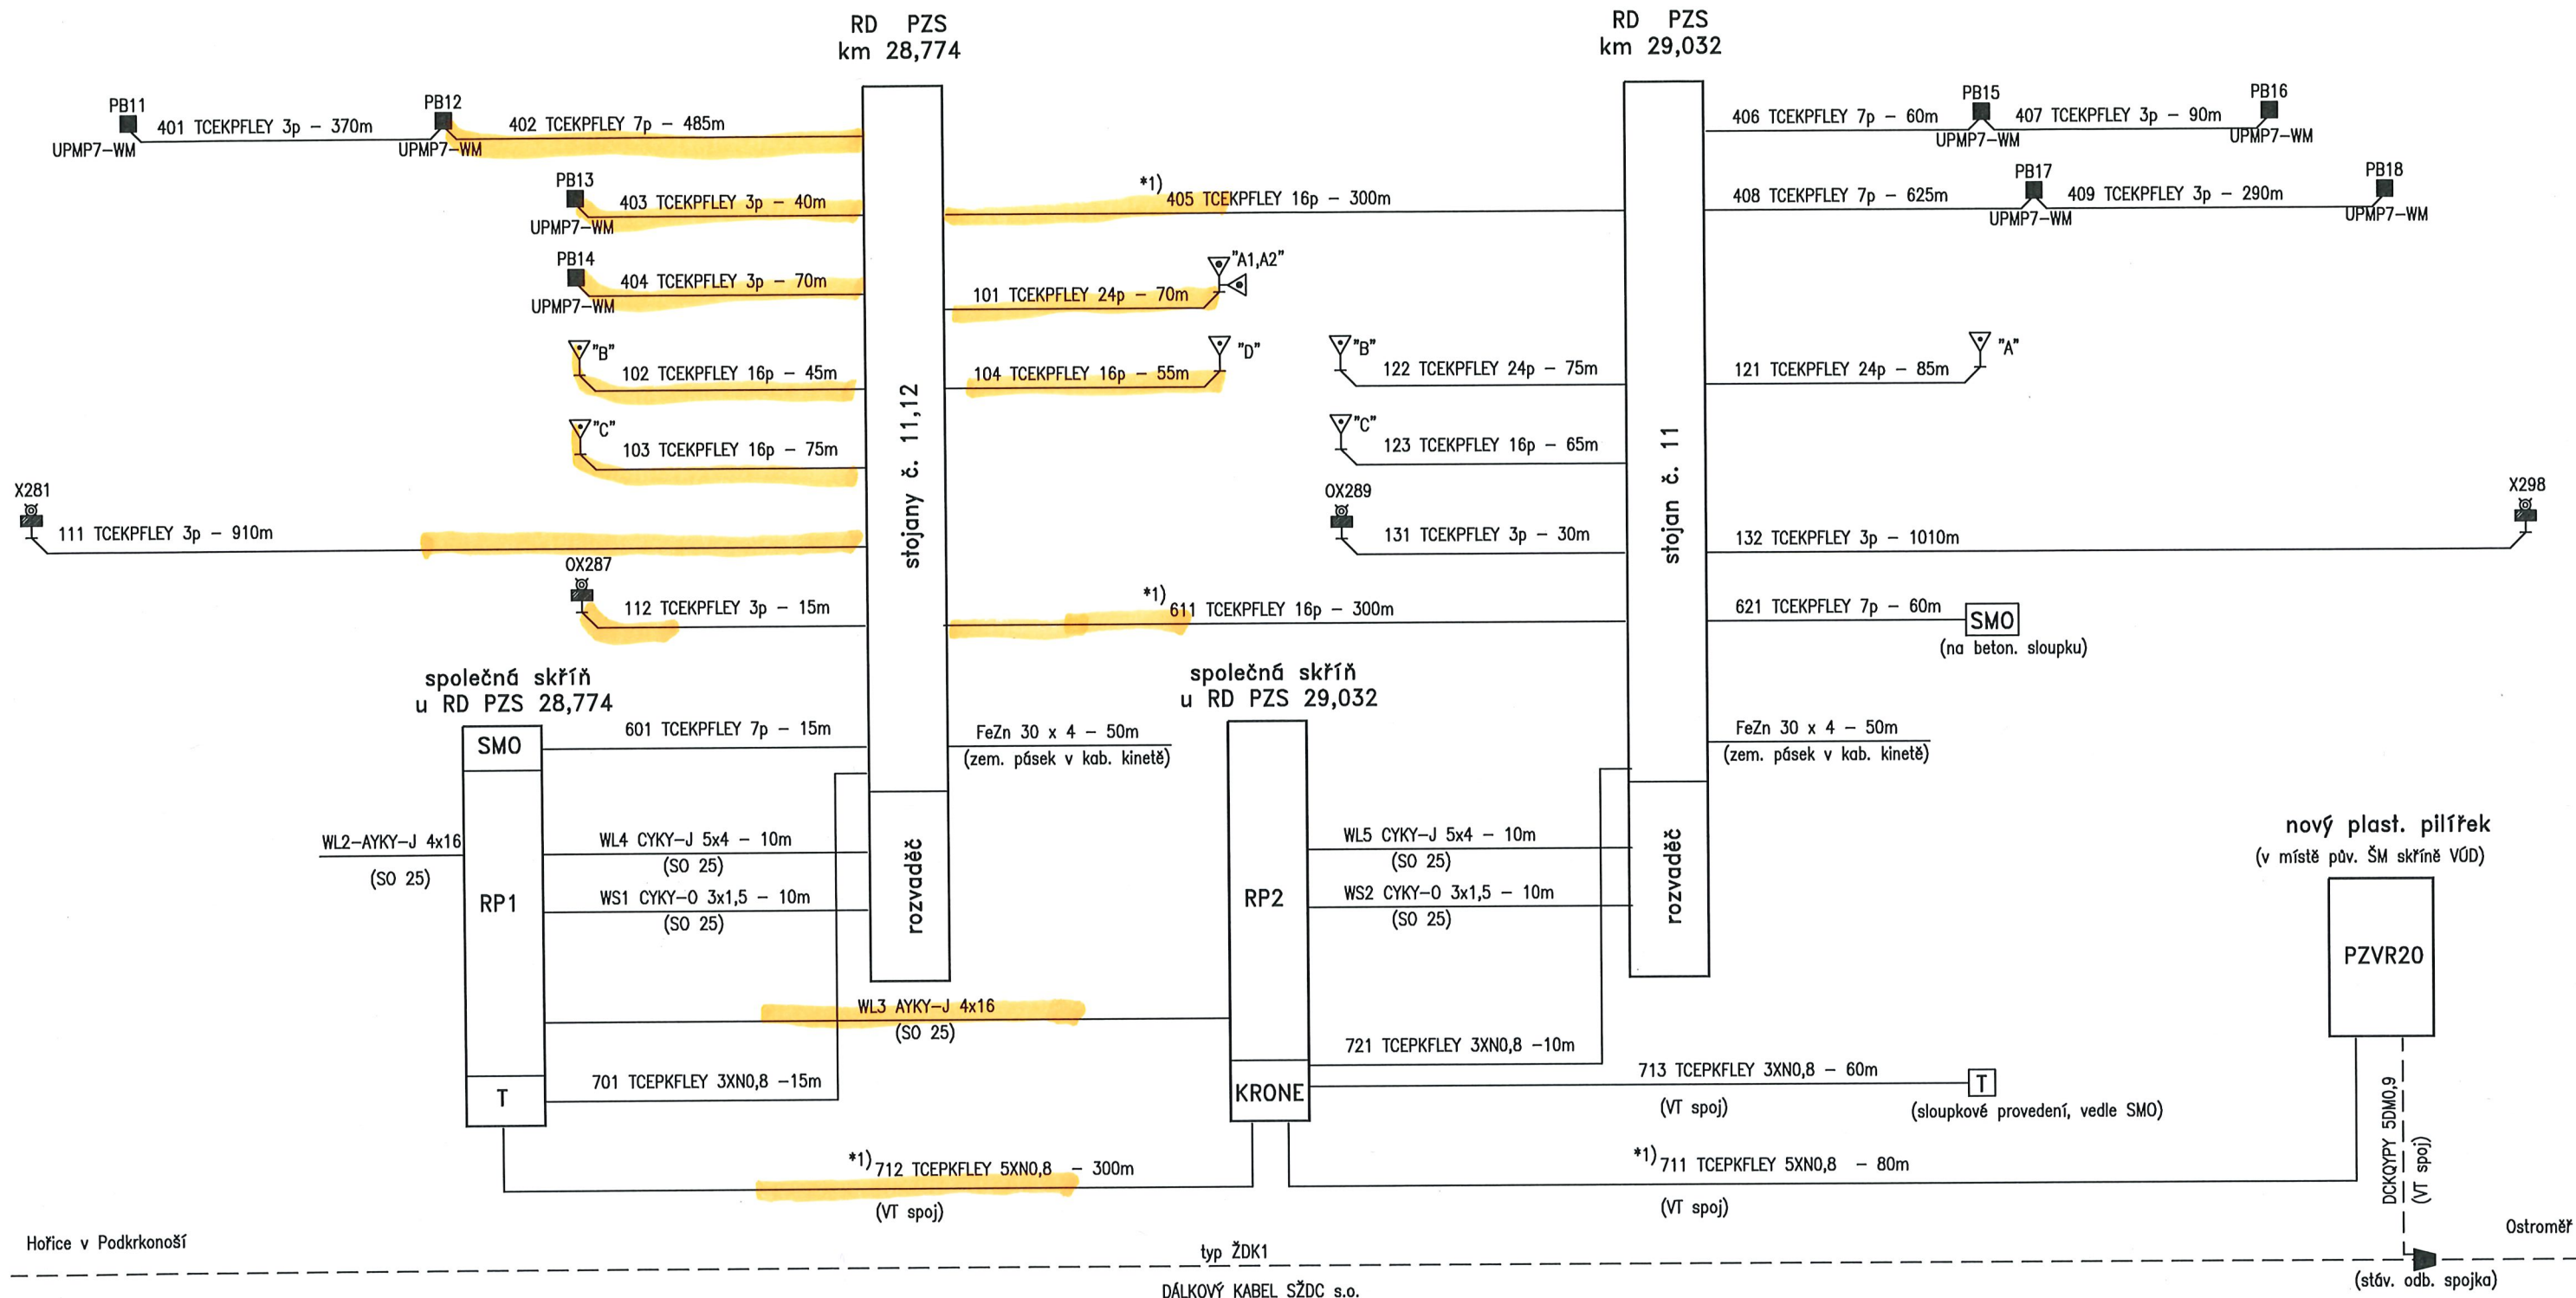 RD PZS
km 28,774
RD PZS
km 29,032
PB11
401 TCEKPFLEY 3p – 370m
UPMP7–WM
PB12
402 TCEKPFLEY 7p – 485m
UPMP7–WM
406 TCEKPFLEY 7p – 60m
PB15
407 TCEKPFLEY 3p – 90m
PB16
UPMP7–WM
UPMP7–WM
PB13
403 TCEKPFLEY 3p – 40m
UPMP7–WM
*1)
405 TCEKPFLEY 16p – 300m
408 TCEKPFLEY 7p – 625m
PB17
409 TCEKPFLEY 3p – 290m
PB18
UPMP7–WM
UPMP7–WM
PB14
404 TCEKPFLEY 3p – 70m
UPMP7–WM
101 TCEKPFLEY 24p – 70m
"A1,A2"
"B"
102 TCEKPFLEY 16p – 45m
104 TCEKPFLEY 16p – 55m
"D"
"B"
122 TCEKPFLEY 24p – 75m
121 TCEKPFLEY 24p – 85m
"A"
"C"
103 TCEKPFLEY 16p – 75m
"C"
123 TCEKPFLEY 16p – 65m
stojany č. 11,12
stojan č. 11
X281
111 TCEKPFLEY 3p – 910m
OX289
131 TCEKPFLEY 3p – 30m
132 TCEKPFLEY 3p – 1010m
X298
OX287
112 TCEKPFLEY 3p – 15m
*1)
611 TCEKPFLEY 16p – 300m
621 TCEKPFLEY 7p – 60m
SMO
(na beton. sloupku)
společná skříň
u RD PZS 28,774
společná skříň
u RD PZS 29,032
SMO
601 TCEKPFLEY 7p – 15m
FeZn 30 x 4 – 50m
(zem. pásek v kab. kinetě)
FeZn 30 x 4 – 50m
(zem. pásek v kab. kinetě)
WL2–AYKY–J 4x16
(SO 25)
RP1
WL4 CYKY–J 5x4 – 10m
(SO 25)
WS1 CYKY–O 3x1,5 – 10m
(SO 25)
rozvaděč
RP2
WL5 CYKY–J 5x4 – 10m
(SO 25)
WS2 CYKY–O 3x1,5 – 10m
(SO 25)
rozvaděč
nový plast. pilířek
(v místě pův. ŠM skříně VÚD)
PZVR20
WL3 AYKY–J 4x16
(SO 25)
721 TCEPKFLEY 3XN0,8 –10m
701 TCEPKFLEY 3XN0,8 –15m
T
KRONE
713 TCEPKFLEY 3XN0,8 – 60m
(VT spoj)
T
(sloupkové provedení, vedle SMO)
DCKQYPY 5DM0,9
(VT spoj)
*1)
712 TCEPKFLEY 5XN0,8 – 300m
(VT spoj)
*1)
711 TCEPKFLEY 5XN0,8 – 80m
(VT spoj)
Hořice v Podkrkonoší
typ ŽDK1
Ostroměř
DÁLKOVÝ KABEL SŽDC s.o.
(stáv. odb. spojka)